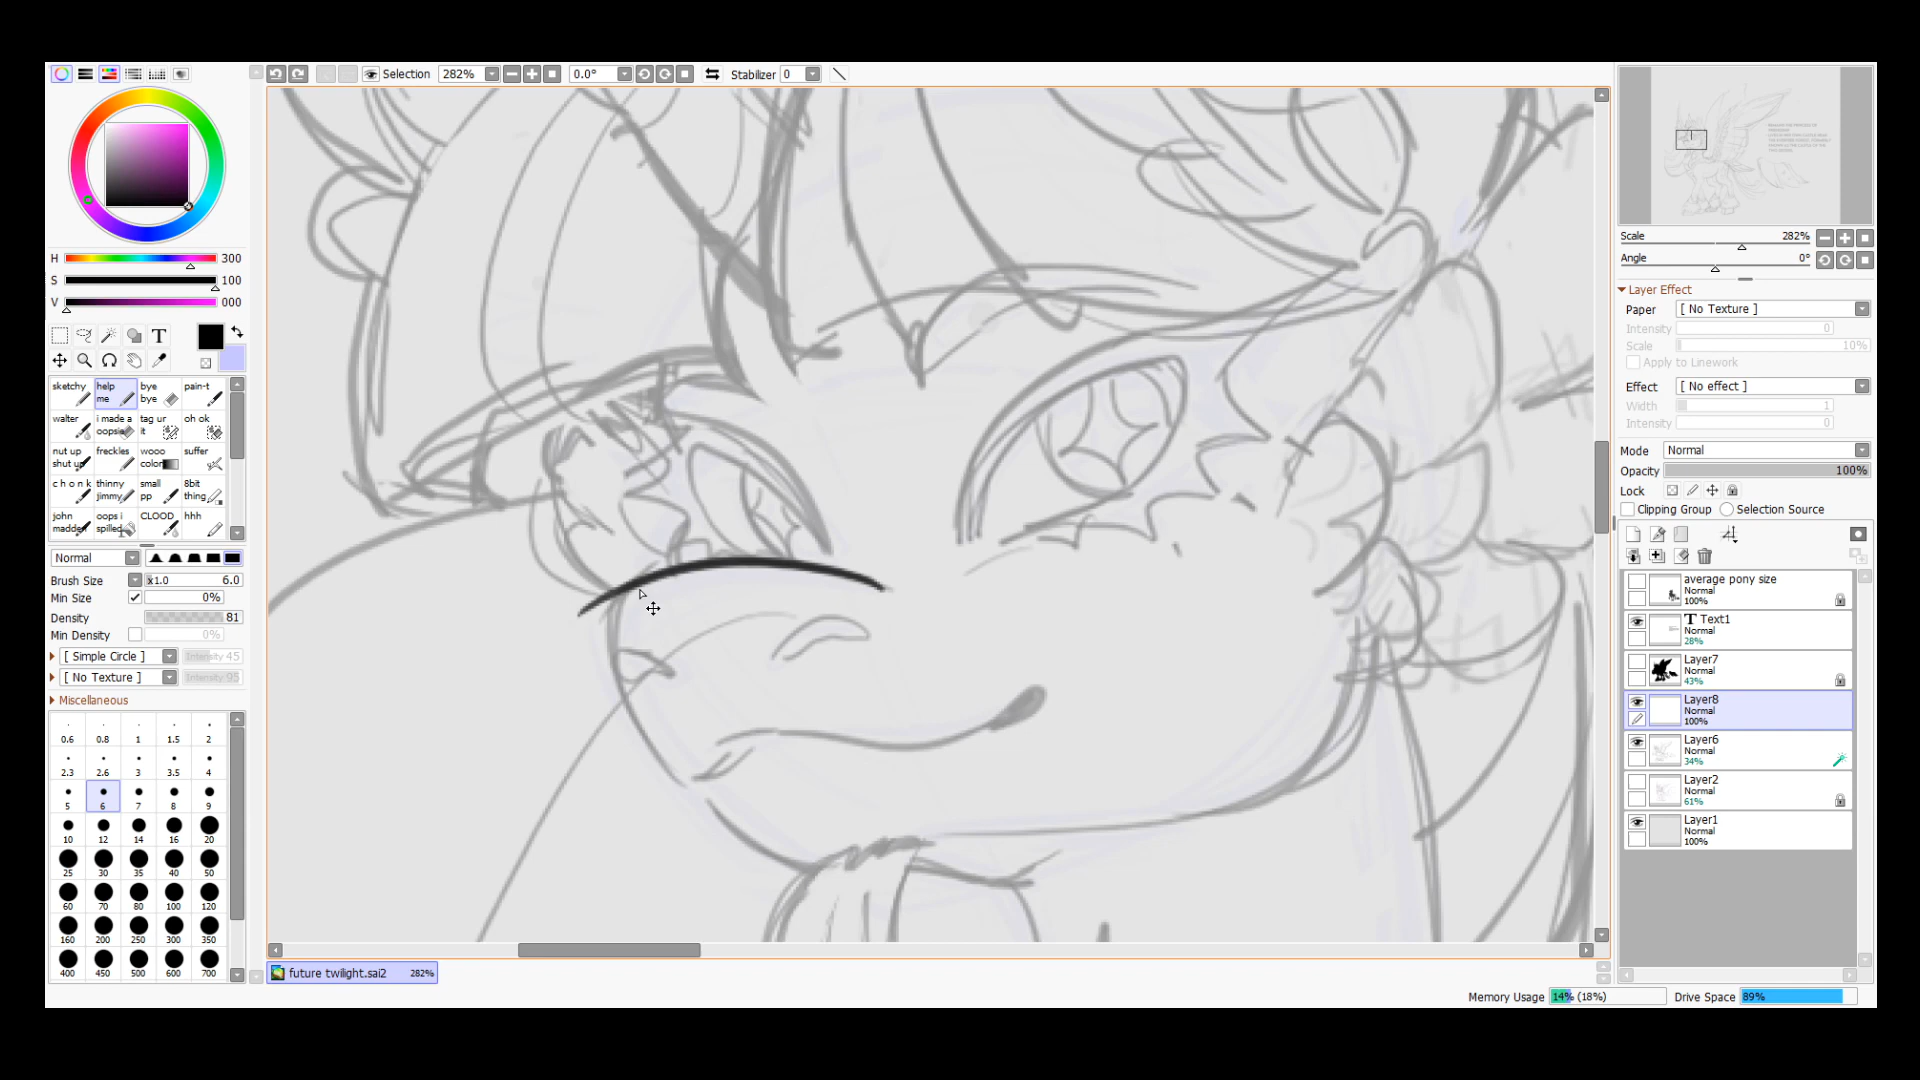 Selection 282% 0.0° Stabilizer 0
H 300
S 100
V 000
T
sketchy help me bye bye pain-t
walter i made a oopsie tag ur it oh ok
nut up shut up freckles wooo color suffer
c h o n k thinny jimmy small pp 8bit thing
john madden oops i spilled CLOOD hhh
Normal
Brush Size x1.0 6.0
Min Size 0%
Density 81
Min Density 0%
[ Simple Circle ] Intensity 45
[ No Texture ] Intensity 95
Miscellaneous
0.6 0.8 1 1.5 2
2.3 2.6 3 3.5 4
5 6 7 8 9
10 12 14 16 20
25 30 35 40 50
60 70 80 100 120
160 200 250 300 350
400 450 500 600 700
future twilight.sai2 282%
Scale 282%
Angle 0°
Layer Effect
Paper [ No Texture ]
Intensity 0
Scale 10%
Apply to Linework
Effect [ No effect ]
Width 1
Intensity 0
Mode Normal
Opacity 100%
Lock
Clipping Group Selection Source
average pony size
Normal
100%
T Text1
Normal
28%
Layer7
Normal
43%
Layer8
Normal
100%
Layer6
Normal
34%
Layer2
Normal
61%
Layer1
Normal
100%
Memory Usage 14% (18%) Drive Space 89%